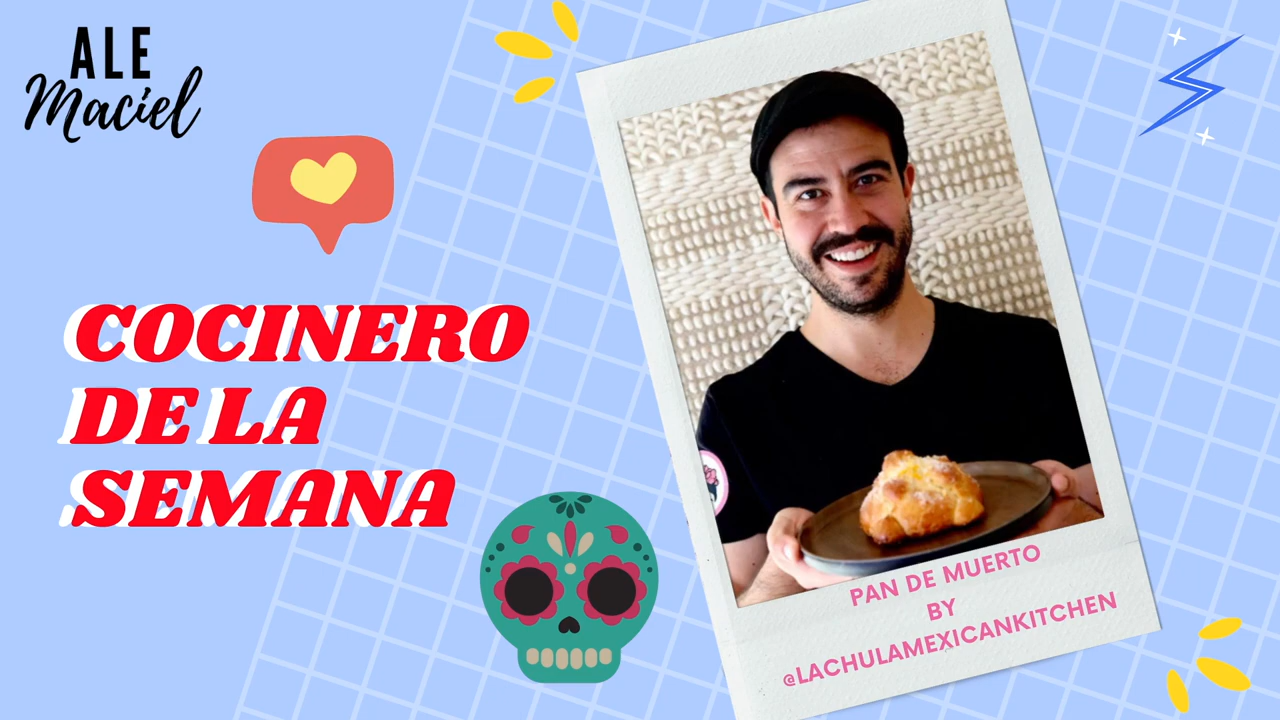 ALE
Maciel
COCINERO
DE LA
SEMANA
PAN DE MUERTO
BY
@LACHULAMEXICANKITCHEN